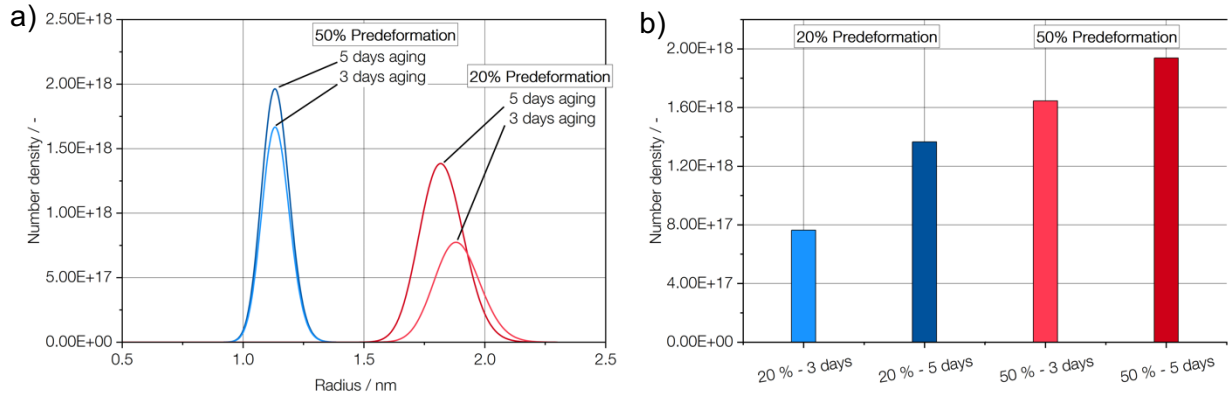 a)
2.50E+18
2.00E+18
1.50E+18
1.00E+18
5.00E+17
0.00E+00
Number density / -
50% Predeformation
5 days aging
3 days aging
20% Predeformation
5 days aging
3 days aging
0.5
1.0
1.5
2.0
2.5
Radius / nm
b)
2.00E+18
1.60E+18
1.20E+18
8.00E+17
4.00E+17
0.00E+00
Number density / -
20% Predeformation
50% Predeformation
20 % - 3 days
20 % - 5 days
50 % - 3 days
50 % - 5 days